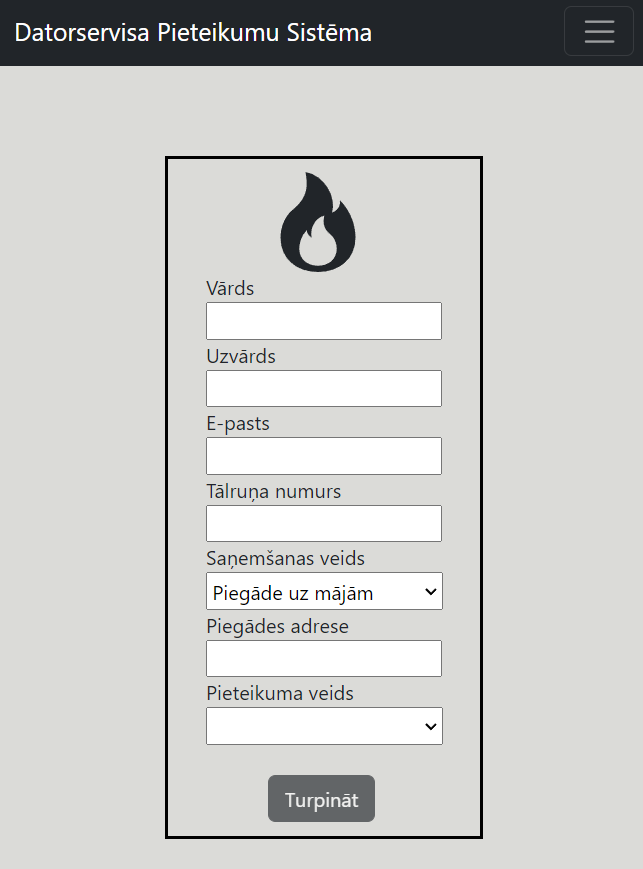 Datorservisa Pieteikumu Sistēma
Vārds
Uzvārds
E-pasts
Tālruņa numurs
Saņemšanas veids
Piegāde uz mājām
Piegādes adrese
Pieteikuma veids
Turpināt